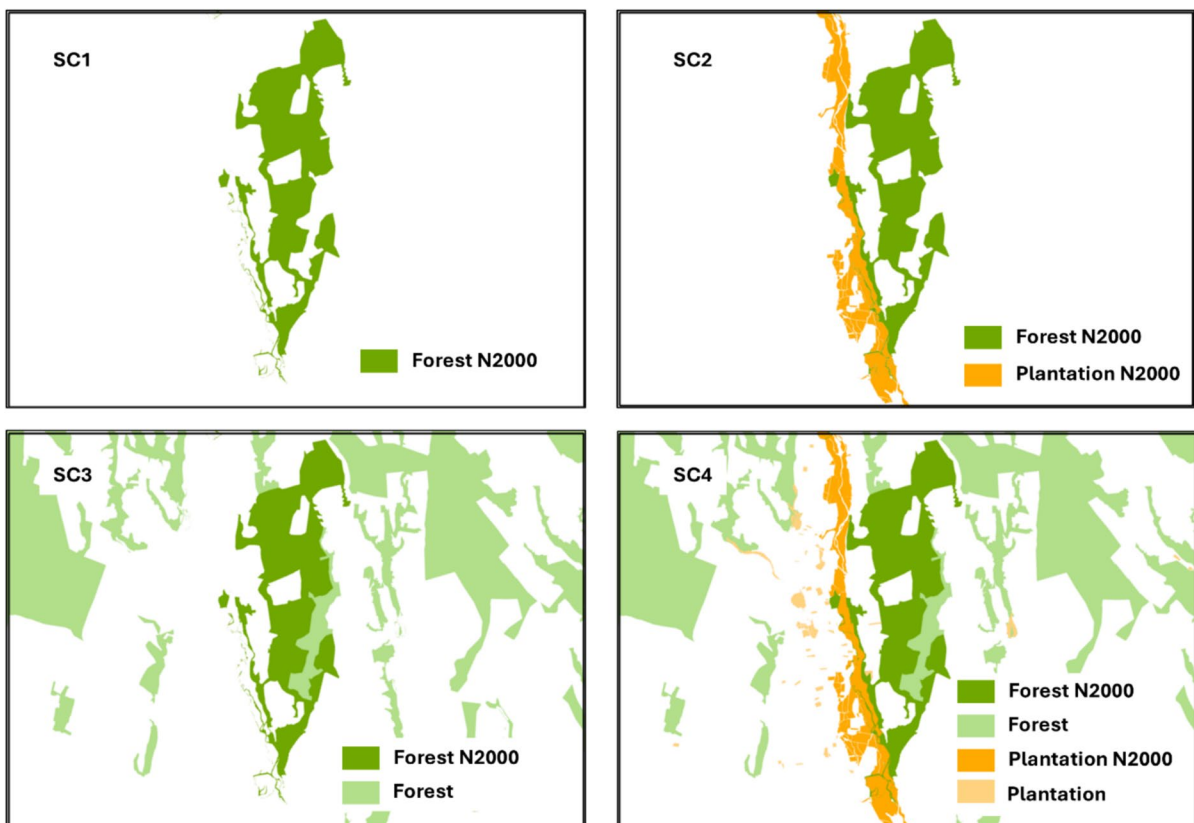 SC1
Forest N2000
SC2
Forest N2000
Plantation N2000
SC3
Forest N2000
Forest
SC4
Forest N2000
Forest
Plantation N2000
Plantation